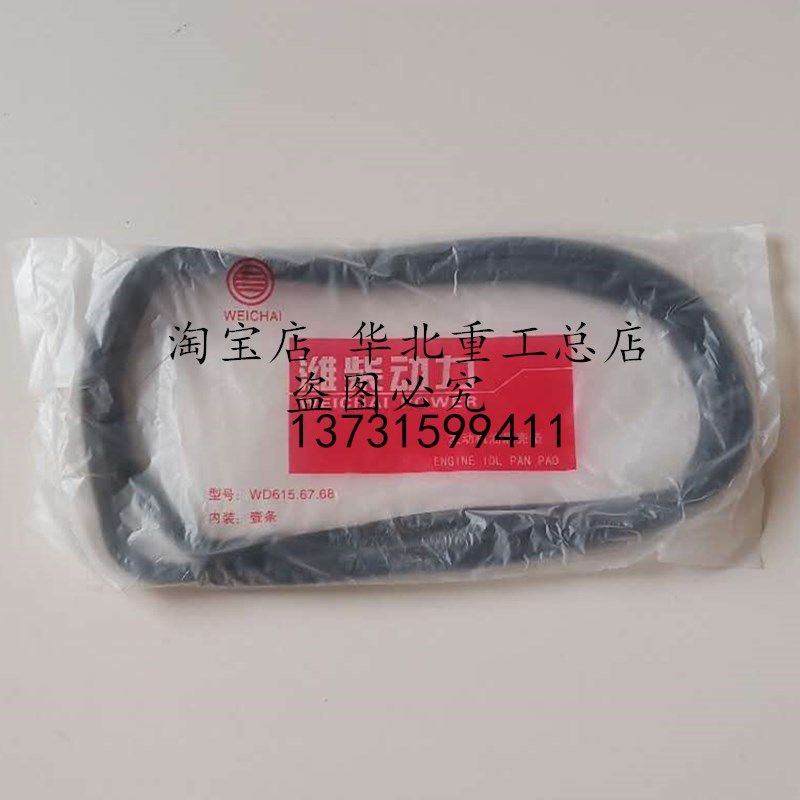 WEICHAI
淘宝店 华北重工总店
潍柴动力
盗图必究
WEICHAI POWER
13731599411
ENGINE IOL PAN PAD
型号: WD615.67.68
内装: 壹条